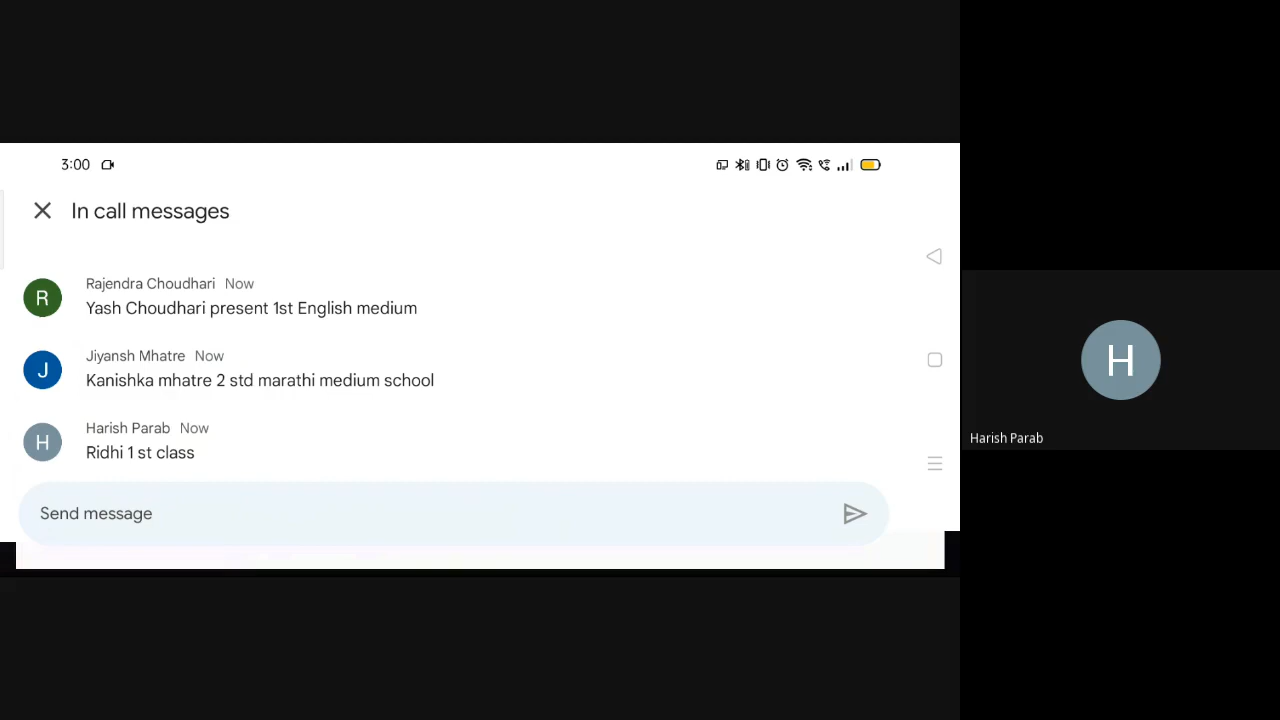 3:00
In call messages
R
Rajendra Choudhari Now
Yash Choudhari present 1st English medium
J
Jiyansh Mhatre Now
Kanishka mhatre 2 std marathi medium school
H
Harish Parab Now
Ridhi 1 st class
Send message
H
Harish Parab